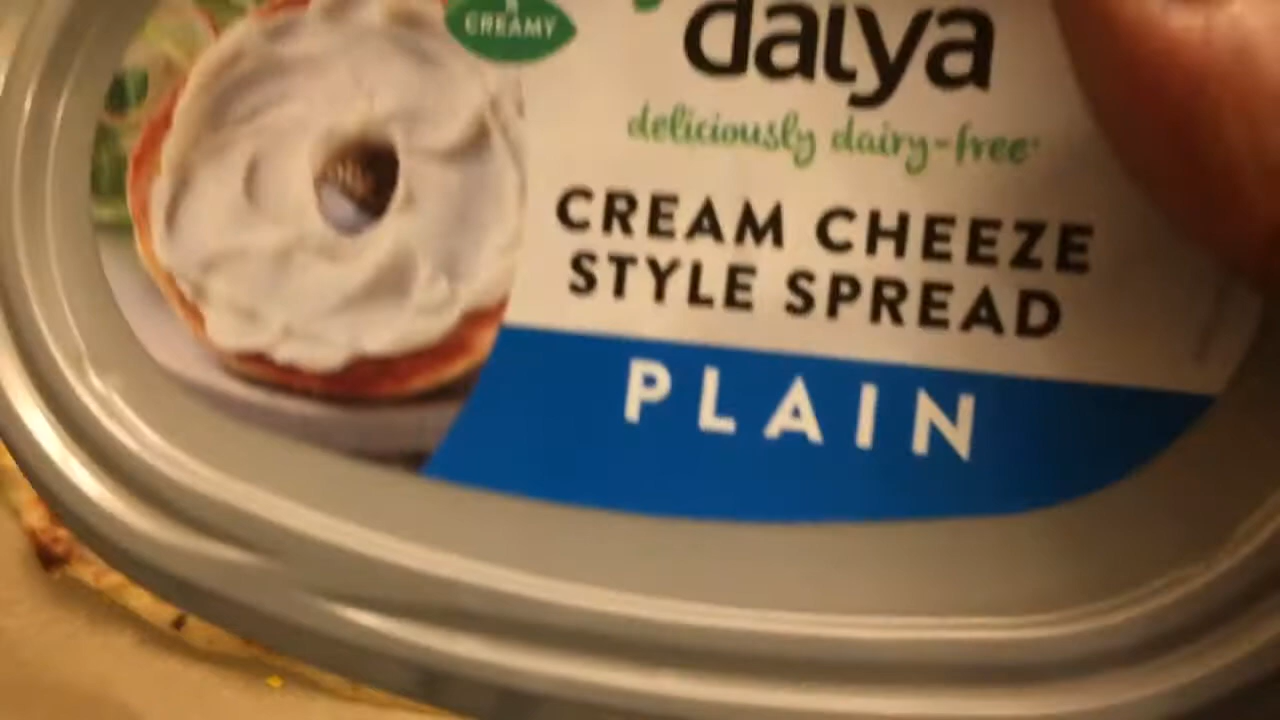 CREAMY
daiya
deliciously dairy-free
CREAM CHEEZE
STYLE SPREAD
PLAIN